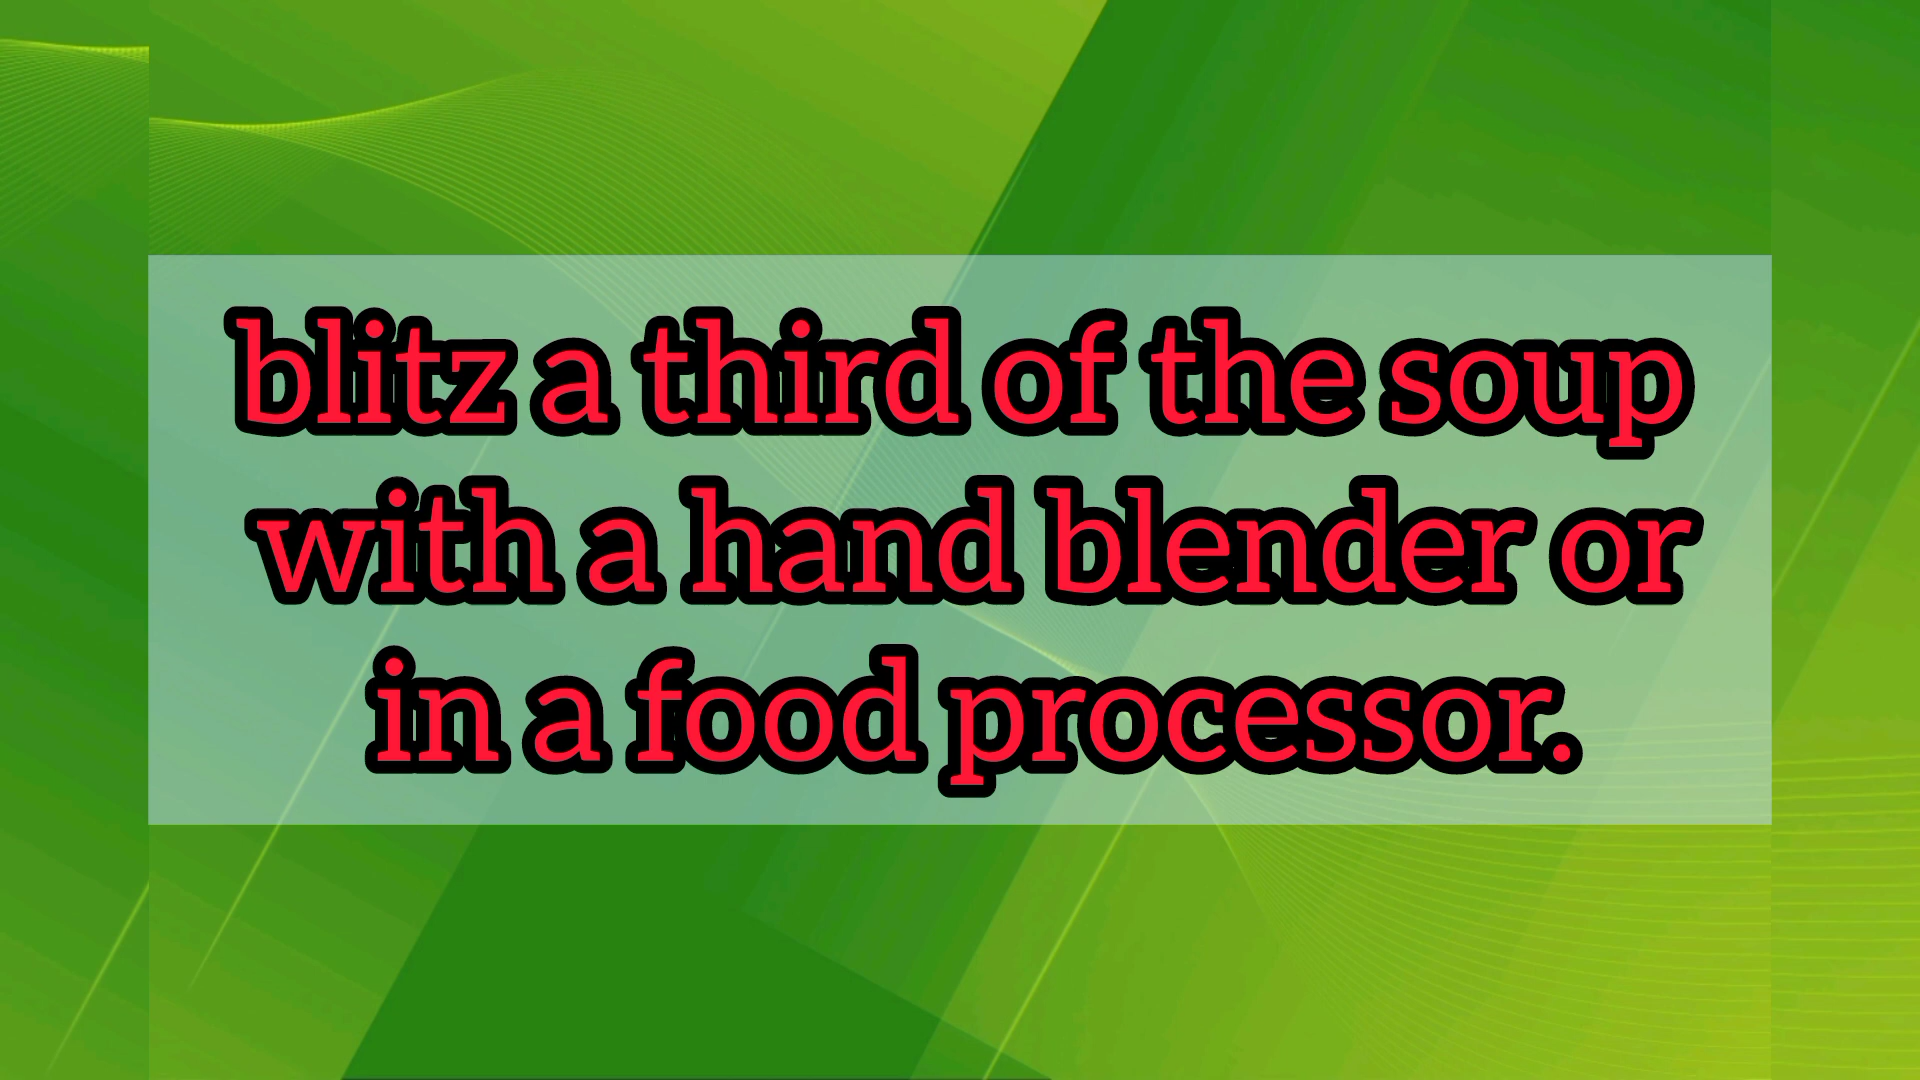 blitz a third of the soup
with a hand blender or
in a food processor.